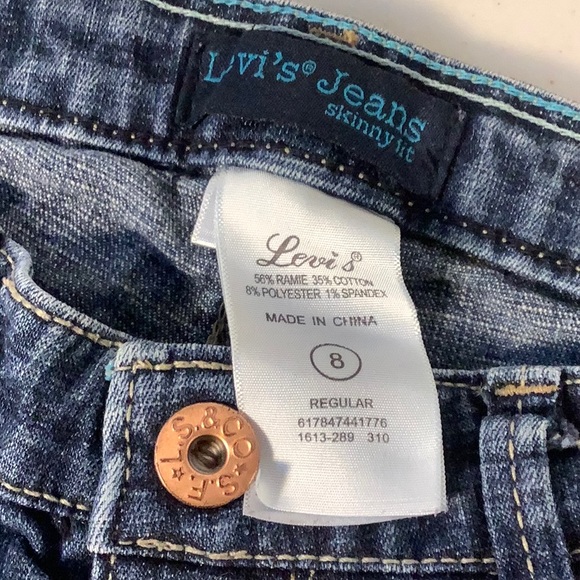 Levi's® Jeans
skinny fit
Levi's®
56% RAMIE 35% COTTON
8% POLYESTER 1% SPANDEX
MADE IN CHINA
8
REGULAR
617847441776
1613-289 310
L.S.&CO. S.F.